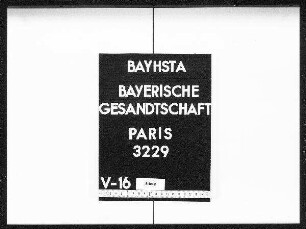 BAYHSTA
BAYERISCHE
GESANDTSCHAFT
PARIS
3229
V-16